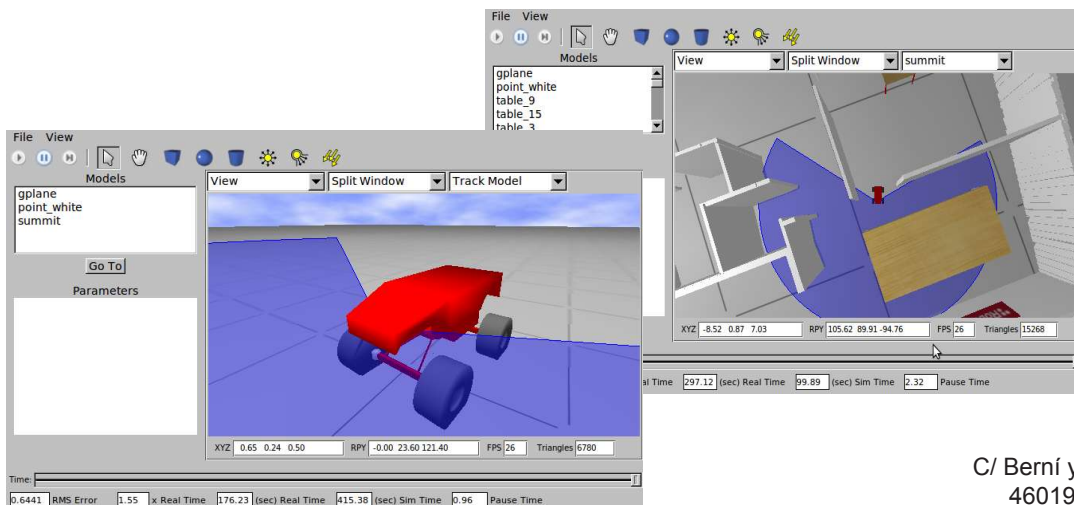 File View
Models
gplane
point_white
table_9
table_15
table_3
View Split Window summit
XYZ -8.52 0.87 7.03 RPY 105.62 89.91 -94.76 FPS 26 Triangles 15268
Time 297.12 (sec) Real Time 99.89 (sec) Sim Time 2.32 Pause Time
File View
Models
gplane
point_white
summit
Go To
Parameters
View Split Window Track Model
XYZ 0.65 0.24 0.50 RPY -0.00 23.60 121.40 FPS 26 Triangles 6780
Time:
0.6441 RMS Error 1.55 x Real Time 176.23 (sec) Real Time 415.38 (sec) Sim Time 0.96 Pause Time
C/ Berní y
46019